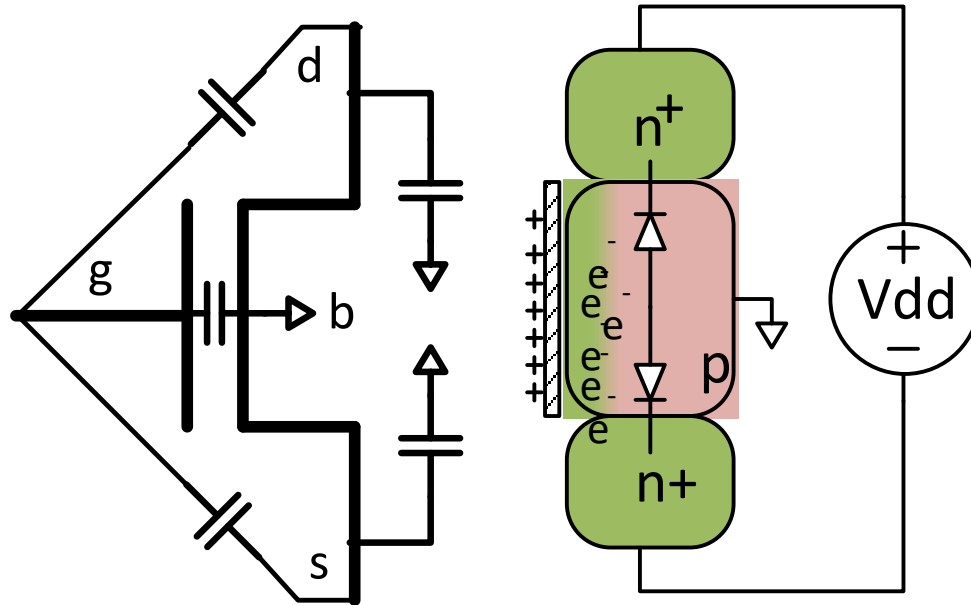 d
g
b
s
n+
+
+
+
+
+
+
+
e-
e-
e-
e-
e-
e
p
n+
+
Vdd
−